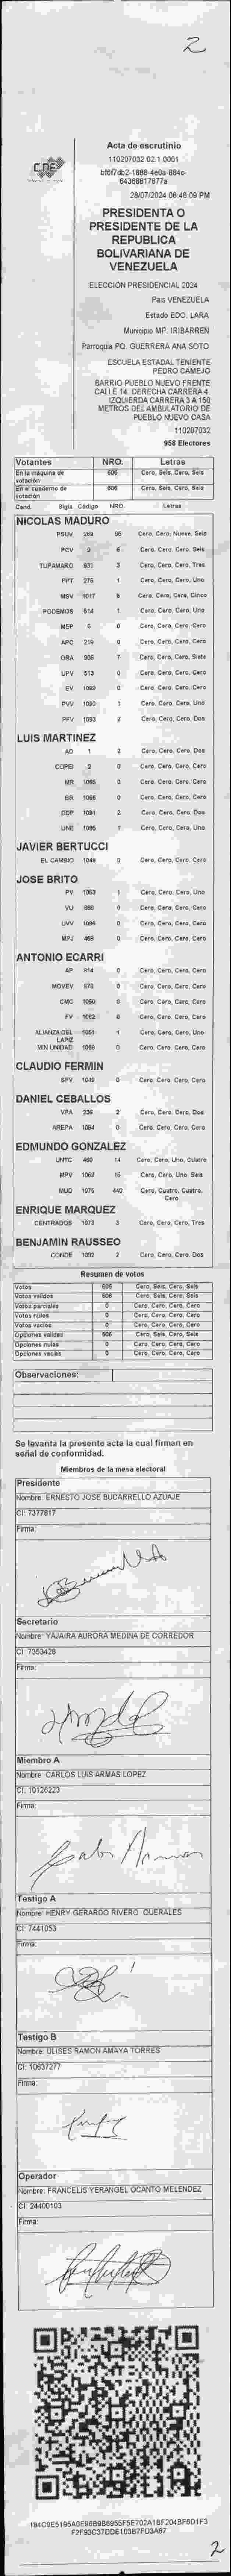 2
CNE
Acta de escrutinio
110207032.02.1.0001
28/07/2024 06:46:09 PM
PRESIDENTA O
PRESIDENTE DE LA
REPUBLICA
BOLIVARIANA DE
VENEZUELA
ELECCIÓN PRESIDENCIAL 2024
Pais VENEZUELA
Estado EDO. LARA
Municipio MP. IRIBARREN
Parroquia PQ. GUERRERA ANA SOTO
ESCUELA ESTADAL TENIENTE
PEDRO CAMEJO
BARRIO PUEBLO NUEVO FRENTE
CALLE 14. DERECHA CARRERA 4.
IZQUIERDA CARRERA 3 A 150
METROS DEL AMBULATORIO DE
PUEBLO NUEVO CASA
110207032
958 Electores
Votantes NRO. Letras
En la maquina de votación 606 Cero, Seis, Cero, Seis
En el cuaderno de votación 606 Cero, Seis, Cero, Seis
Cand. Sigla Código NRO. Letras
NICOLAS MADURO
PSUV 269 96 Cero, Cero, Nueve, Seis
PCV 9 6 Cero, Cero, Cero, Seis
TUPAMARO 831 3 Cero, Cero, Cero, Tres
PPT 276 1 Cero, Cero, Cero, Uno
MSV 1017 5 Cero, Cero, Cero, Cinco
PODEMOS 614 1 Cero, Cero, Cero, Uno
MEP 6 0 Cero, Cero, Cero, Cero
APC 219 0 Cero, Cero, Cero, Cero
ORA 906 7 Cero, Cero, Cero, Siete
UPV 513 0 Cero, Cero, Cero, Cero
EV 1089 0 Cero, Cero, Cero, Cero
PVV 1090 1 Cero, Cero, Cero, Uno
PFV 1093 2 Cero, Cero, Cero, Dos
LUIS MARTINEZ
AD 1 2 Cero, Cero, Cero, Dos
COPEI 2 0 Cero, Cero, Cero, Cero
MR 1065 0 Cero, Cero, Cero, Cero
BR 1086 0 Cero, Cero, Cero, Cero
DDP 1091 2 Cero, Cero, Cero, Dos
UNE 1095 1 Cero, Cero, Cero, Uno
JAVIER BERTUCCI
EL CAMBIO 1049 0 Cero, Cero, Cero, Cero
JOSE BRITO
PV 1053 1 Cero, Cero, Cero, Uno
VU 860 0 Cero, Cero, Cero, Cero
UVV 1096 0 Cero, Cero, Cero, Cero
MPJ 458 0 Cero, Cero, Cero, Cero
ANTONIO ECARRI
AP 914 0 Cero, Cero, Cero, Cero
MOVEV 570 0 Cero, Cero, Cero, Cero
CMC 1050 0 Cero, Cero, Cero, Cero
FV 1052 0 Cero, Cero, Cero, Cero
ALIANZA DEL LAPIZ 1051 1 Cero, Cero, Cero, Uno
MIN UNIDAD 1068 0 Cero, Cero, Cero, Cero
CLAUDIO FERMIN
SPV 1048 0 Cero, Cero, Cero, Cero
DANIEL CEBALLOS
VPA 236 2 Cero, Cero, Cero, Dos
AREPA 1094 0 Cero, Cero, Cero, Cero
EDMUNDO GONZALEZ
UNTC 460 14 Cero, Cero, Uno, Cuatro
MPV 1069 16 Cero, Cero, Uno, Seis
MUD 1075 440 Cero, Cuatro, Cuatro, Cero
ENRIQUE MARQUEZ
CENTRADOS 1073 3 Cero, Cero, Cero, Tres
BENJAMIN RAUSSEO
CONDE 1092 2 Cero, Cero, Cero, Dos
Resumen de votos
Votos 606 Cero, Seis, Cero, Seis
Votos validos 606 Cero, Seis, Cero, Seis
Votos parciales 0 Cero, Cero, Cero, Cero
Votos nulos 0 Cero, Cero, Cero, Cero
Votos vacios 0 Cero, Cero, Cero, Cero
Opciones validas 606 Cero, Seis, Cero, Seis
Opciones nulas 0 Cero, Cero, Cero, Cero
Opciones vacias 0 Cero, Cero, Cero, Cero
Observaciones:
Se levanta la presente acta la cual firman en
señal de conformidad.
Miembros de la mesa electoral
Presidente
Nombre: ERNESTO JOSE BUCARRELLO AZUAJE
CI: 7377817
Firma:
Secretario
Nombre: YAJAIRA AURORA MEDINA DE CORREDOR
CI: 7353428
Firma:
Miembro A
Nombre: CARLOS LUIS ARMAS LOPEZ
CI: 10126223
Firma:
Testigo A
Nombre: HENRY GERARDO RIVERO QUERALES
CI: 7441053
Firma:
Testigo B
Nombre: ULISES RAMON AMAYA TORRES
CI: 10637277
Firma:
Operador
Nombre: FRANCELIS YERANGEL OCANTO MELENDEZ
CI: 24400103
Firma:
2